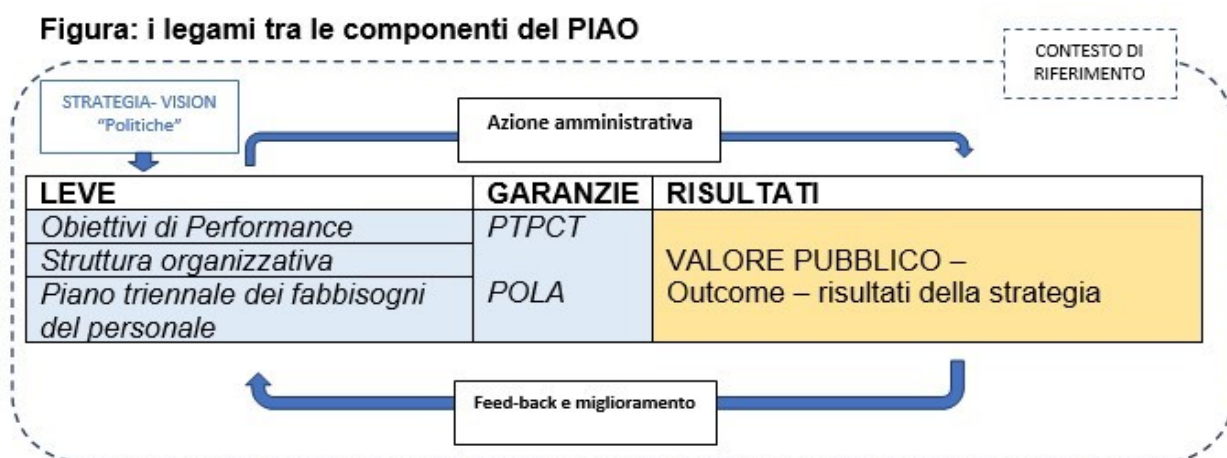 Figura: i legami tra le componenti del PIAO
CONTESTO DI
RIFERIMENTO
STRATEGIA- VISION
“Politiche”
Azione amministrativa
LEVE GARANZIE RISULTATI
Obiettivi di Performance PTPCT
Struttura organizzativa VALORE PUBBLICO –
Piano triennale dei fabbisogni POLA Outcome – risultati della strategia
del personale
Feed-back e miglioramento